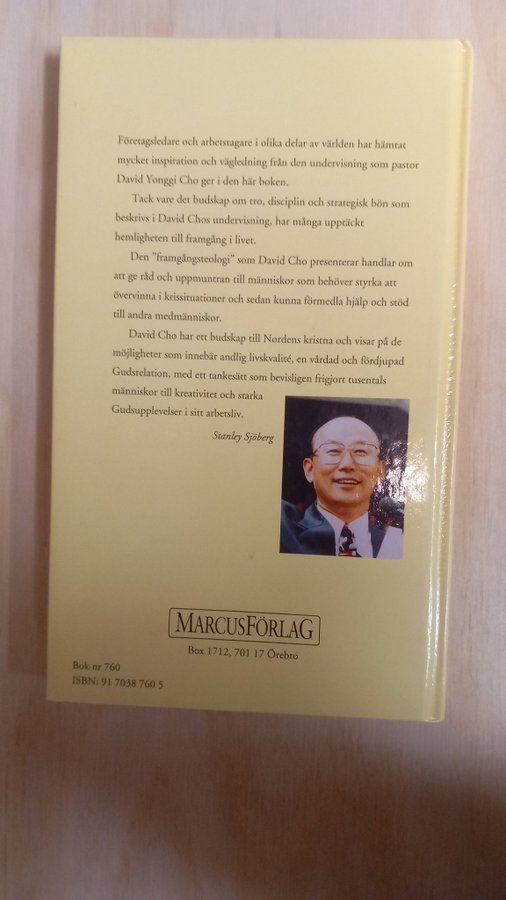 Företagsledare och arbetstagare i olika delar av världen har hämtat
mycket inspiration och vägledning från den undervisning som pastor
David Yonggi Cho ger i den här boken.
Tack vare det budskap om tro, disciplin och strategisk bön som
beskrivs i David Chos undervisning, har många upptäckt
hemligheten till framgång i livet.
Den "framgångsteologi" som David Cho presenterar handlar om
att ge råd och uppmuntran till människor som behöver styrka att
övervinna i krissituationer och sedan kunna förmedla hjälp och stöd
till andra medmänniskor.
David Cho har ett budskap till Nordens kristna och visar på de
möjligheter som innebär andlig livskvalité, en vårdad och fördjupad
Gudsrelation, med ett tankesätt som bevisligen frigjort tusentals
människor till kreativitet och starka
Gudsupplevelser i sitt arbetsliv.
Stanley Sjöberg
MARCUSFÖRLAG
Box 1712, 701 17 Örebro
Bok nr 760
ISBN: 91 7038 760 5